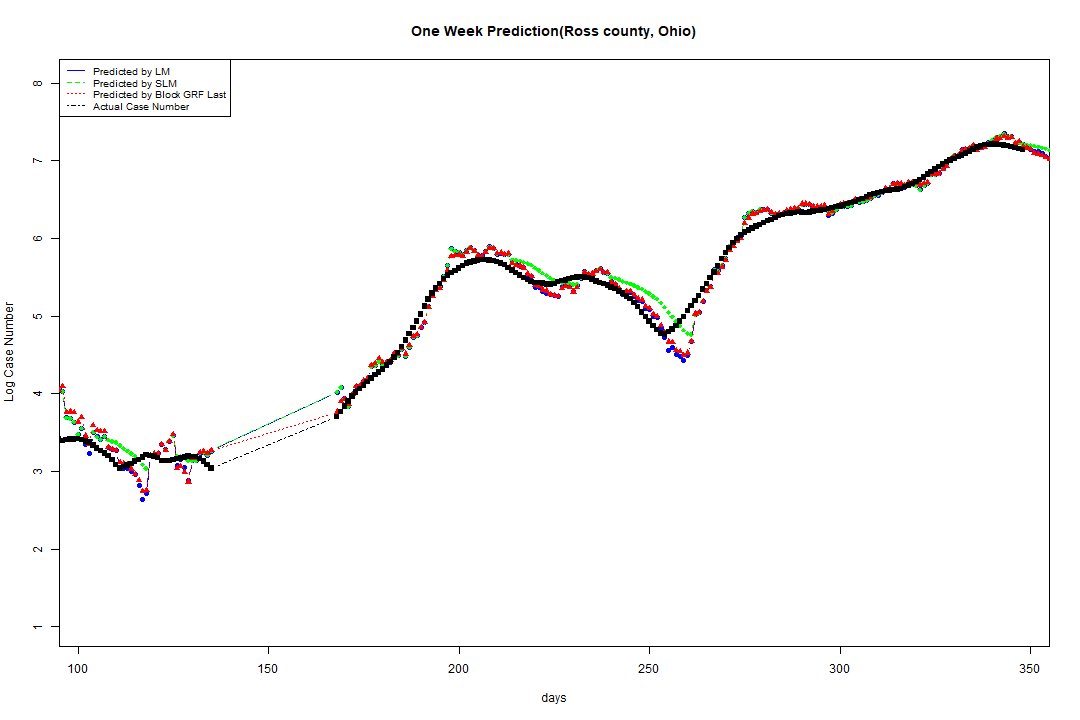 One Week Prediction(Ross county, Ohio)
Predicted by LM
Predicted by SLM
Predicted by Block GRF Last
Actual Case Number
8
7
6
5
4
3
2
1
Log Case Number
100 150 200 250 300 350
days